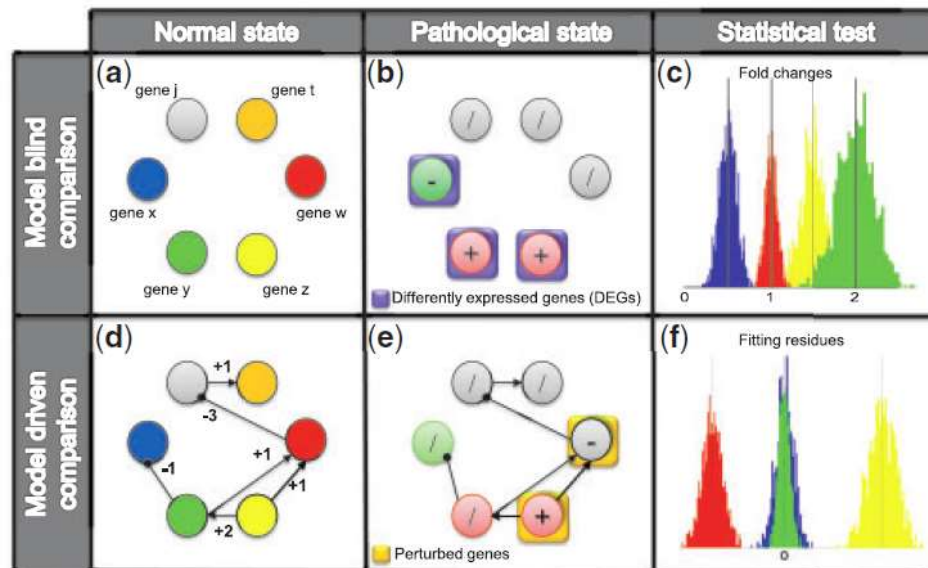 Normal state
Pathological state
Statistical test
Model blind
comparison
(a)
gene j
gene t
gene x
gene w
gene y
gene z
(b)
/
/
-
/
+
+
Differently expressed genes (DEGs)
(c)
Fold changes
0
1
2
Model driven
comparison
(d)
+1
-3
+1
-1
+1
+2
(e)
/
/
/
-
/
+
Perturbed genes
(f)
Fitting residues
0